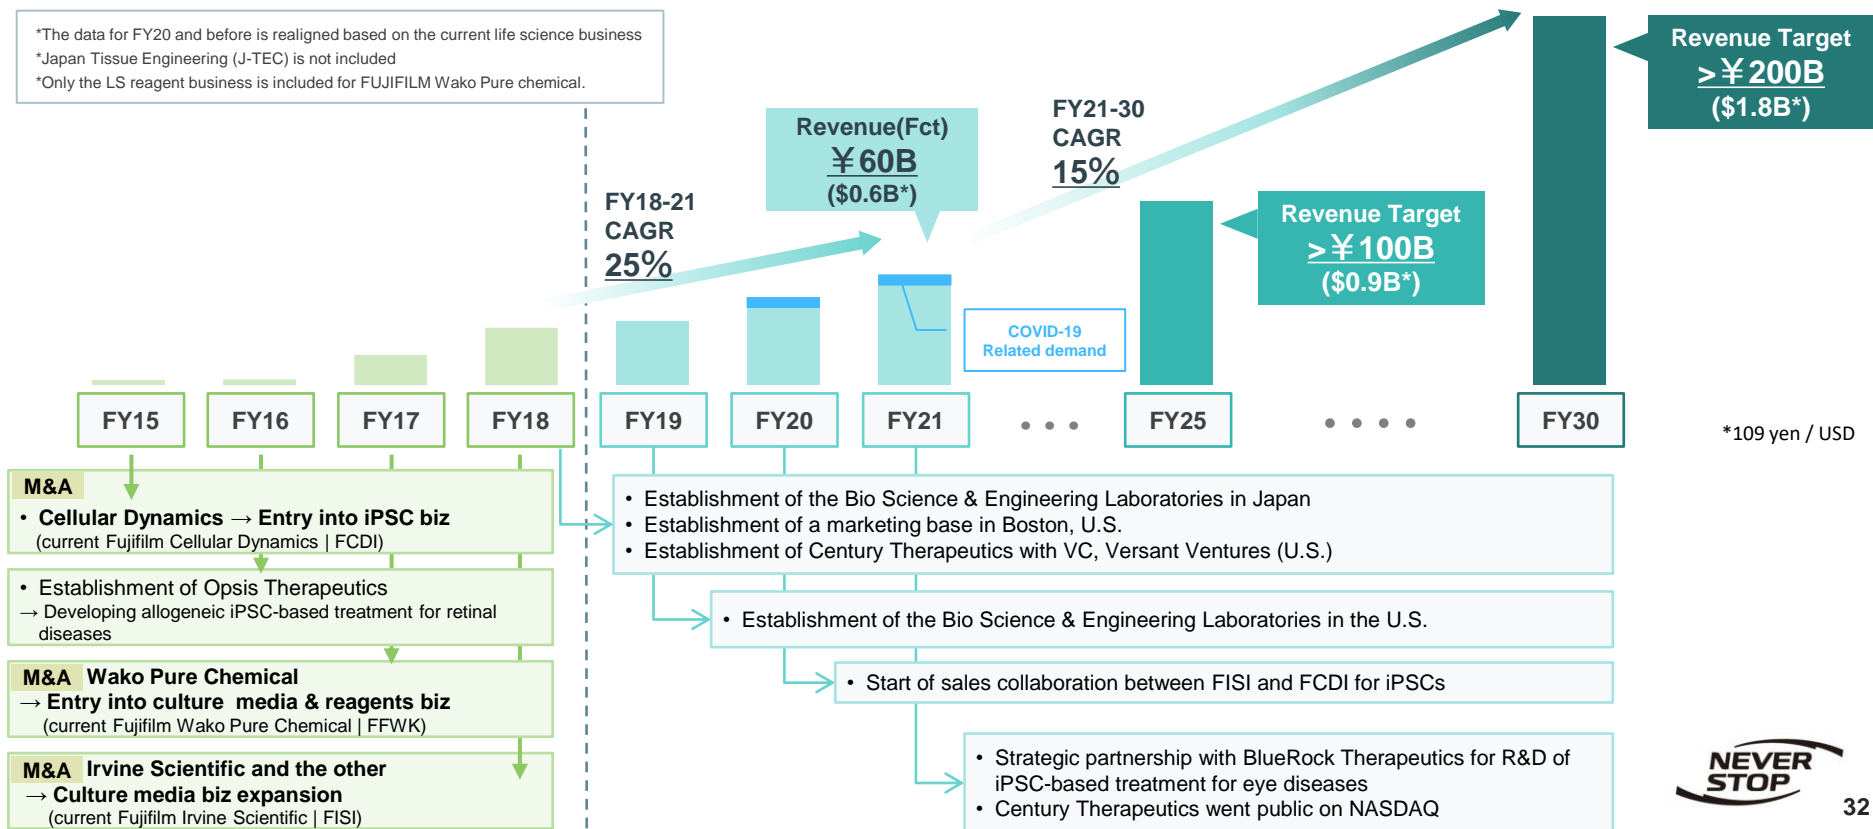 *The data for FY20 and before is realigned based on the current life science business
*Japan Tissue Engineering (J-TEC) is not included
*Only the LS reagent business is included for FUJIFILM Wako Pure chemical.
FY18-21
CAGR
25%
Revenue(Fct)
￥60B
($0.6B*)
FY21-30
CAGR
15%
Revenue Target
>￥100B
($0.9B*)
Revenue Target
>￥200B
($1.8B*)
COVID-19
Related demand
FY15
FY16
FY17
FY18
FY19
FY20
FY21
• • •
FY25
• • • •
FY30
*109 yen / USD
M&A
• Cellular Dynamics → Entry into iPSC biz
(current Fujifilm Cellular Dynamics | FCDI)
• Establishment of Opsis Therapeutics
→ Developing allogeneic iPSC-based treatment for retinal
diseases
M&A Wako Pure Chemical
→ Entry into culture media & reagents biz
(current Fujifilm Wako Pure Chemical | FFWK)
M&A Irvine Scientific and the other
→ Culture media biz expansion
(current Fujifilm Irvine Scientific | FISI)
• Establishment of the Bio Science & Engineering Laboratories in Japan
• Establishment of a marketing base in Boston, U.S.
• Establishment of Century Therapeutics with VC, Versant Ventures (U.S.)
• Establishment of the Bio Science & Engineering Laboratories in the U.S.
• Start of sales collaboration between FISI and FCDI for iPSCs
• Strategic partnership with BlueRock Therapeutics for R&D of
iPSC-based treatment for eye diseases
• Century Therapeutics went public on NASDAQ
NEVER
STOP
32